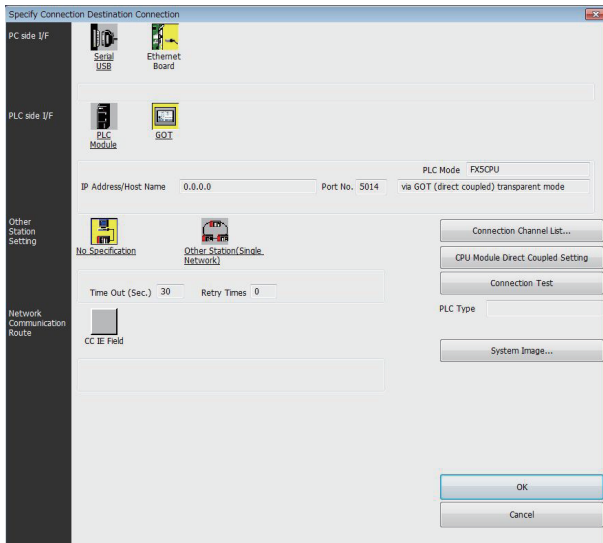 Specify Connection Destination Connection
PC side I/F
Serial
USB
Ethernet
Board
PLC side I/F
PLC
Module
GOT
PLC Mode FX5CPU
IP Address/Host Name 0.0.0.0 Port No. 5014 via GOT (direct coupled) transparent mode
Other
Station
Setting
No Specification
Other Station(Single
Network)
Connection Channel List...
CPU Module Direct Coupled Setting
Time Out (Sec.) 30 Retry Times 0
Connection Test
PLC Type
Network
Communication
Route
CC IE Field
System Image...
OK
Cancel